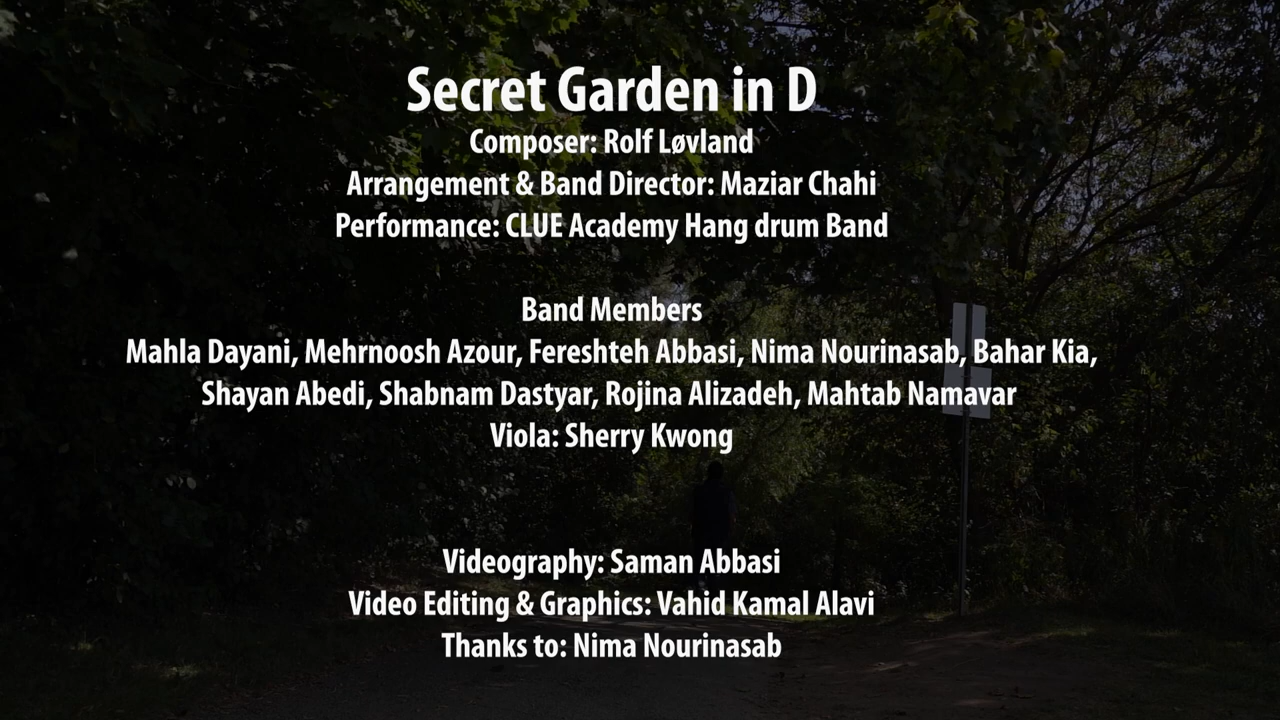 Secret Garden in D
Composer: Rolf Løvland
Arrangement & Band Director: Maziar Chahi
Performance: CLUE Academy Hang drum Band
Band Members
Mahla Dayani, Mehrnoosh Azour, Fereshteh Abbasi, Nima Nourinasab, Bahar Kia,
Shayan Abedi, Shabnam Dastyar, Rojina Alizadeh, Mahtab Namavar
Viola: Sherry Kwong
Videography: Saman Abbasi
Video Editing & Graphics: Vahid Kamal Alavi
Thanks to: Nima Nourinasab